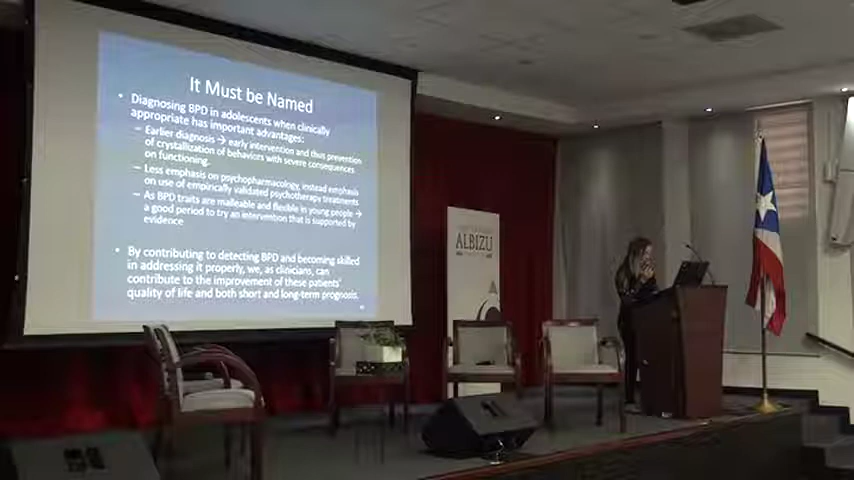 It Must be Named
• Diagnosing BPD in adolescents when clinically
appropriate has important advantages:
– Earlier diagnosis → early intervention and thus prevention
of crystallization of behaviors with severe consequences
on functioning.
– Less emphasis on psychopharmacology, instead emphasis
on use of empirically validated psychotherapy treatments
– As BPD traits are malleable and flexible in young people →
a good period to try an intervention that is supported by
evidence
• By contributing to detecting BPD and becoming skilled
in addressing it properly, we, as clinicians, can
contribute to the improvement of these patients'
quality of life and both short and long-term prognosis.
ALBIZU